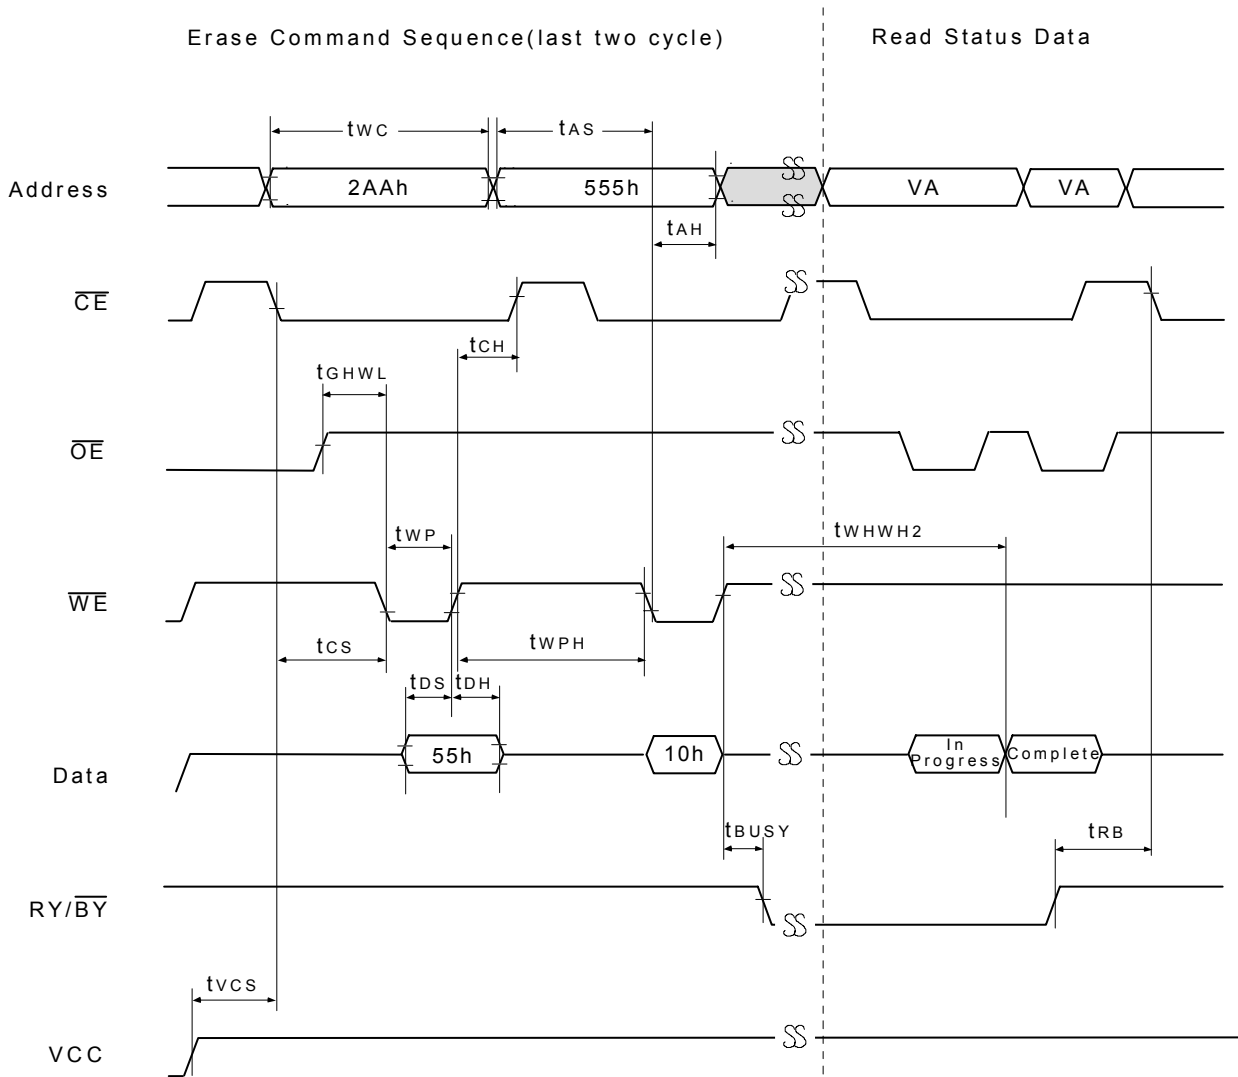 Erase Command Sequence(last two cycle) Read Status Data
tWC tAS
Address 2AAh 555h VA VA
tAH
CE
tCH
tGHWL
OE
tWP tWHWH2
WE
tCS tWPH
tDS tDH
Data 55h 10h In Progress Complete
tBUSY tRB
RY/BY
tVCS
VCC